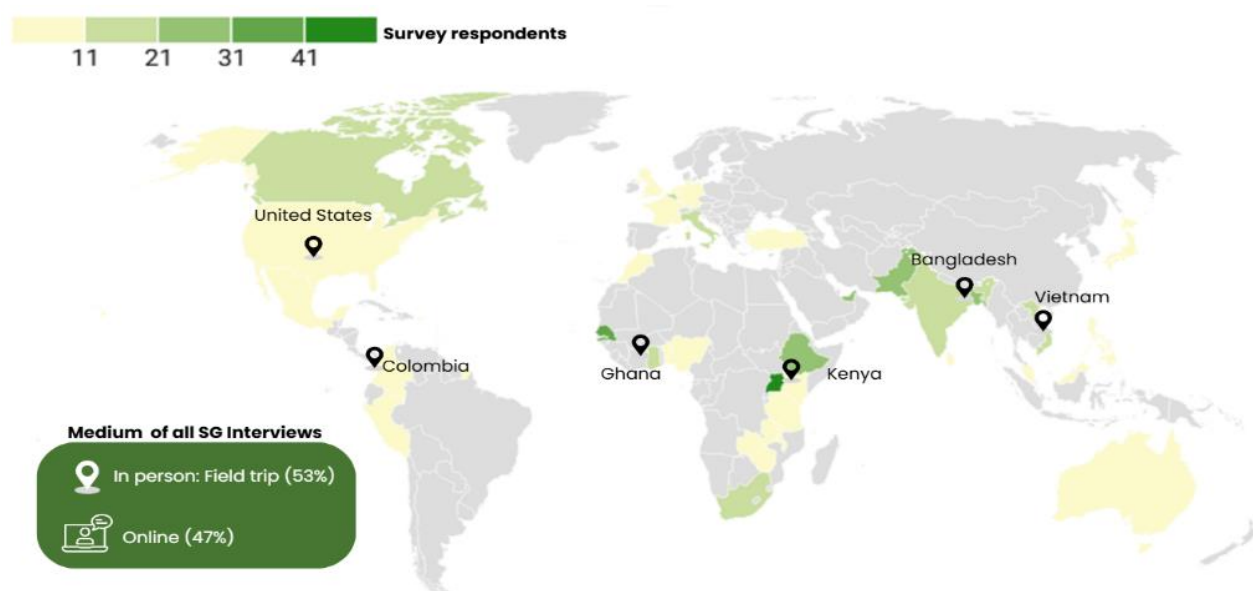 Survey respondents
11 21 31 41
United States
Bangladesh
Vietnam
Colombia
Ghana
Kenya
Medium of all SG Interviews
In person: Field trip (53%)
Online (47%)